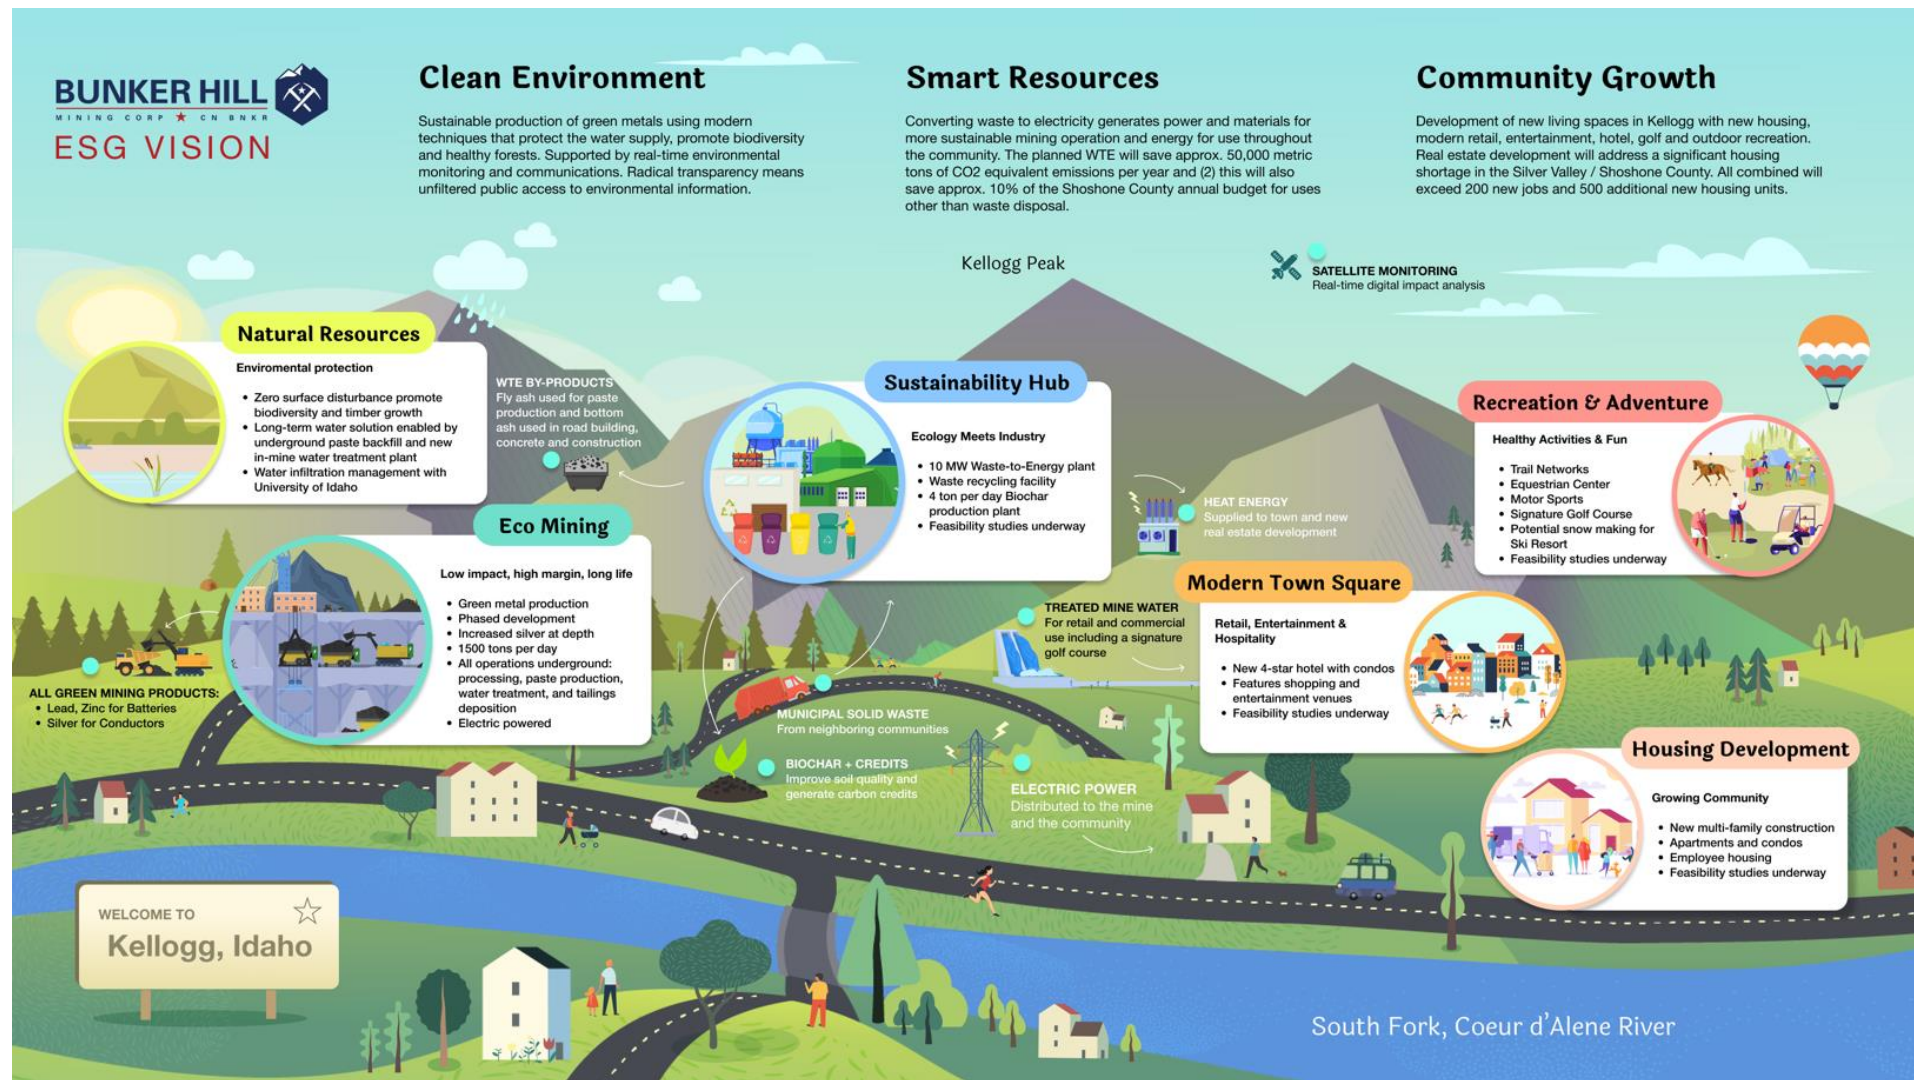 BUNKER HILL
MINING CORP ★ CN BNKR
ESG VISION
Clean Environment
Sustainable production of green metals using modern
techniques that protect the water supply, promote biodiversity
and healthy forests. Supported by real-time environmental
monitoring and communications. Radical transparency means
unfiltered public access to environmental information.
Smart Resources
Converting waste to electricity generates power and materials for
more sustainable mining operation and energy for use throughout
the community. The planned WTE will save approx. 50,000 metric
tons of CO2 equivalent emissions per year and (2) this will also
save approx. 10% of the Shoshone County annual budget for uses
other than waste disposal.
Community Growth
Development of new living spaces in Kellogg with new housing,
modern retail, entertainment, hotel, golf and outdoor recreation.
Real estate development will address a significant housing
shortage in the Silver Valley / Shoshone County. All combined will
exceed 200 new jobs and 500 additional new housing units.
Kellogg Peak
SATELLITE MONITORING
Real-time digital impact analysis
Natural Resources
Enviromental protection
• Zero surface disturbance promote
biodiversity and timber growth
• Long-term water solution enabled by
underground paste backfill and new
in-mine water treatment plant
• Water infiltration management with
University of Idaho
WTE BY-PRODUCTS
Fly ash used for paste
production and bottom
ash used in road building,
concrete and construction
Sustainability Hub
Ecology Meets Industry
• 10 MW Waste-to-Energy plant
• Waste recycling facility
• 4 ton per day Biochar
production plant
• Feasibility studies underway
HEAT ENERGY
Supplied to town and new
real estate development
Recreation & Adventure
Healthy Activities & Fun
• Trail Networks
• Equestrian Center
• Motor Sports
• Signature Golf Course
• Potential snow making for
Ski Resort
• Feasibility studies underway
Eco Mining
Low impact, high margin, long life
• Green metal production
• Phased development
• Increased silver at depth
• 1500 tons per day
• All operations underground:
processing, paste production,
water treatment, and tailings
deposition
• Electric powered
ALL GREEN MINING PRODUCTS:
• Lead, Zinc for Batteries
• Silver for Conductors
TREATED MINE WATER
For retail and commercial
use including a signature
golf course
Modern Town Square
Retail, Entertainment &
Hospitality
• New 4-star hotel with condos
• Features shopping and
entertainment venues
• Feasibility studies underway
MUNICIPAL SOLID WASTE
From neighboring communities
BIOCHAR + CREDITS
Improve soil quality and
generate carbon credits
ELECTRIC POWER
Distributed to the mine
and the community
Housing Development
Growing Community
• New multi-family construction
• Apartments and condos
• Employee housing
• Feasibility studies underway
WELCOME TO
Kellogg, Idaho
South Fork, Coeur d'Alene River